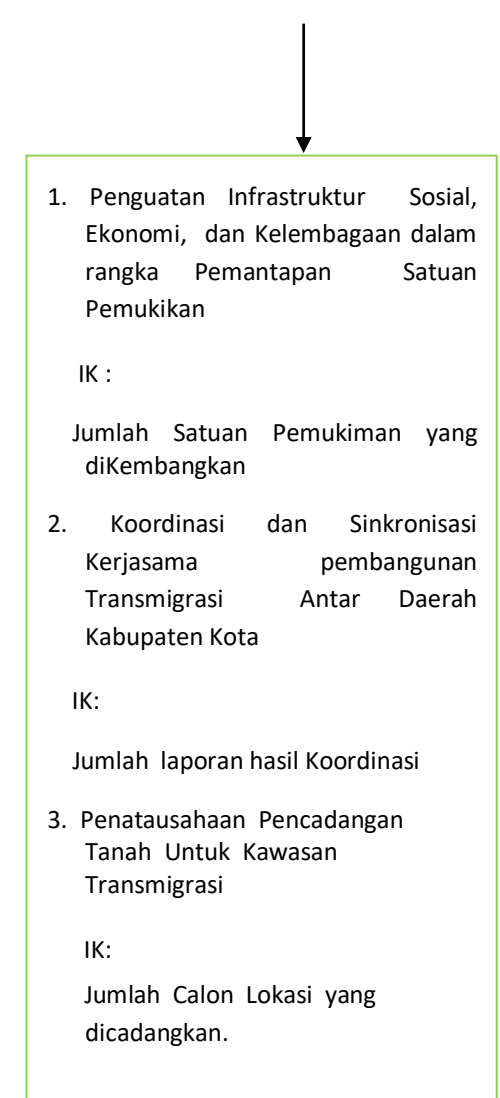 1. Penguatan Infrastruktur Sosial,
Ekonomi, dan Kelembagaan dalam
rangka Pemantapan Satuan
Pemukikan
IK :
Jumlah Satuan Pemukiman yang
diKembangkan
2. Koordinasi dan Sinkronisasi
Kerjasama pembangunan
Transmigrasi Antar Daerah
Kabupaten Kota
IK:
Jumlah laporan hasil Koordinasi
3. Penatausahaan Pencadangan
Tanah Untuk Kawasan
Transmigrasi
IK:
Jumlah Calon Lokasi yang
dicadangkan.